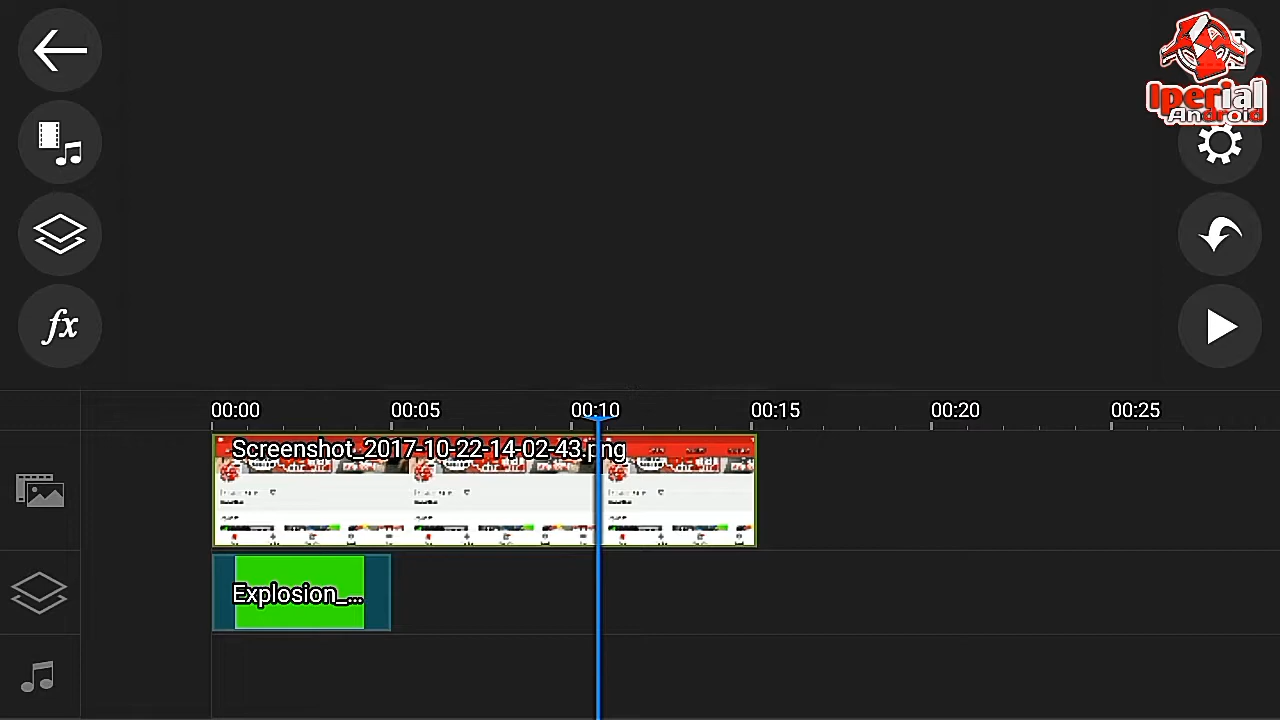 Iperial
Android
fx
00:00 00:05 00:10 00:15 00:20 00:25
Screenshot_2017-10-22-14-02-43.png
Explosion_...